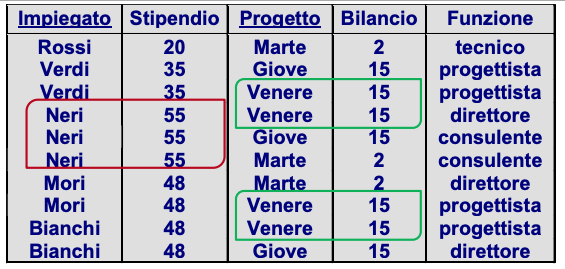 Impiegato Stipendio Progetto Bilancio Funzione
Rossi 20 Marte 2 tecnico
Verdi 35 Giove 15 progettista
Verdi 35 Venere 15 progettista
Neri 55 Venere 15 direttore
Neri 55 Giove 15 consulente
Neri 55 Marte 2 consulente
Mori 48 Marte 2 direttore
Mori 48 Venere 15 progettista
Bianchi 48 Venere 15 progettista
Bianchi 48 Giove 15 direttore